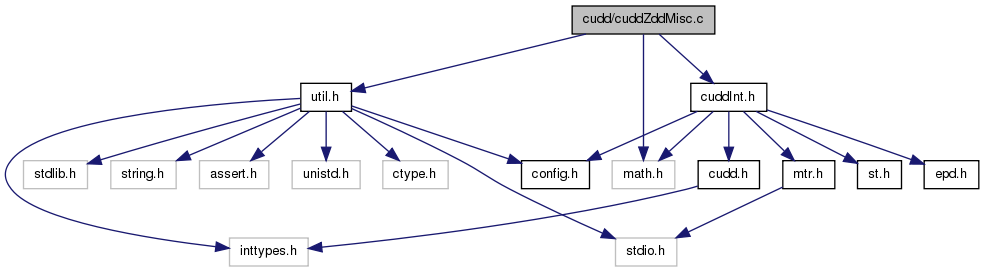 cudd/cuddZddMisc.c
util.h
cuddInt.h
stdlib.h
string.h
assert.h
unistd.h
ctype.h
config.h
math.h
cudd.h
mtr.h
st.h
epd.h
inttypes.h
stdio.h